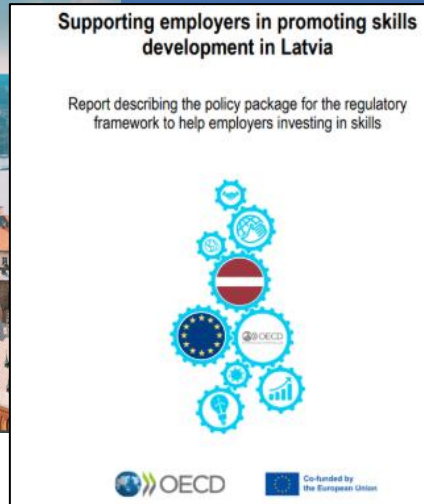 Supporting employers in promoting skills
development in Latvia
Report describing the policy package for the regulatory
framework to help employers investing in skills
OECD
OECD
Co-funded by
the European Union